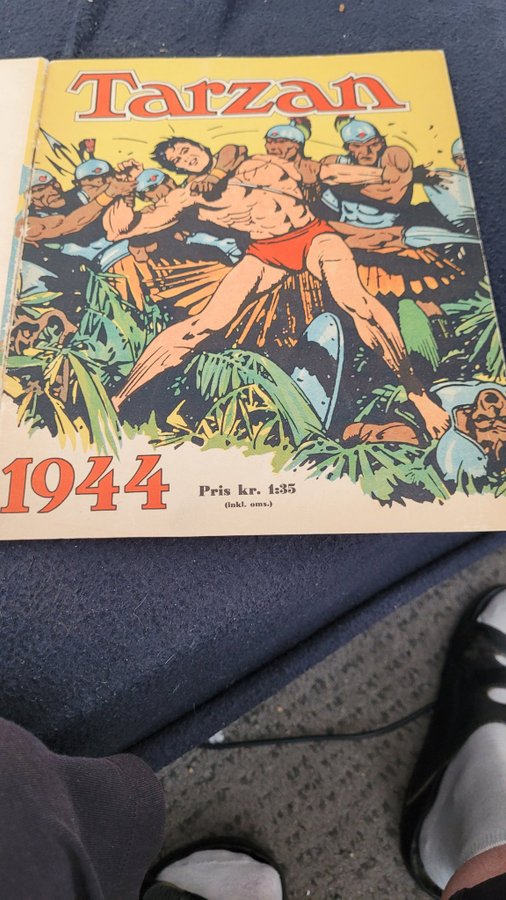 Tarzan
1944
Pris kr. 1:35
(inkl. oms.)